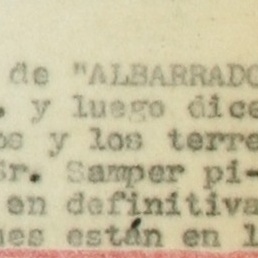 de "ALBARRADO
. y luego dice
os y los terre
Sr. Samper pi-
en definitiva
nes están en l